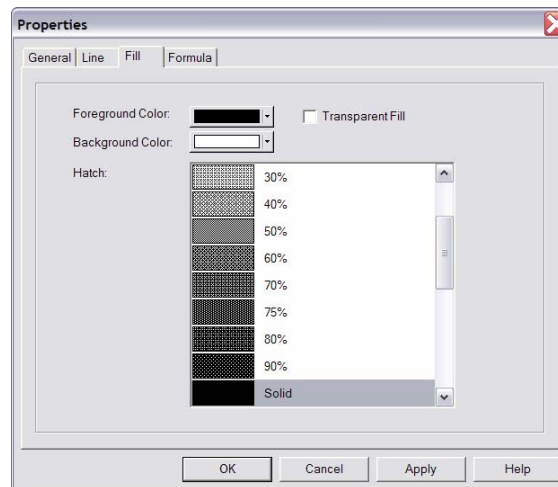 Properties
General Line Fill Formula
Foreground Color: Transparent Fill
Background Color:
Hatch:
30%
40%
50%
60%
70%
75%
80%
90%
Solid
OK Cancel Apply Help